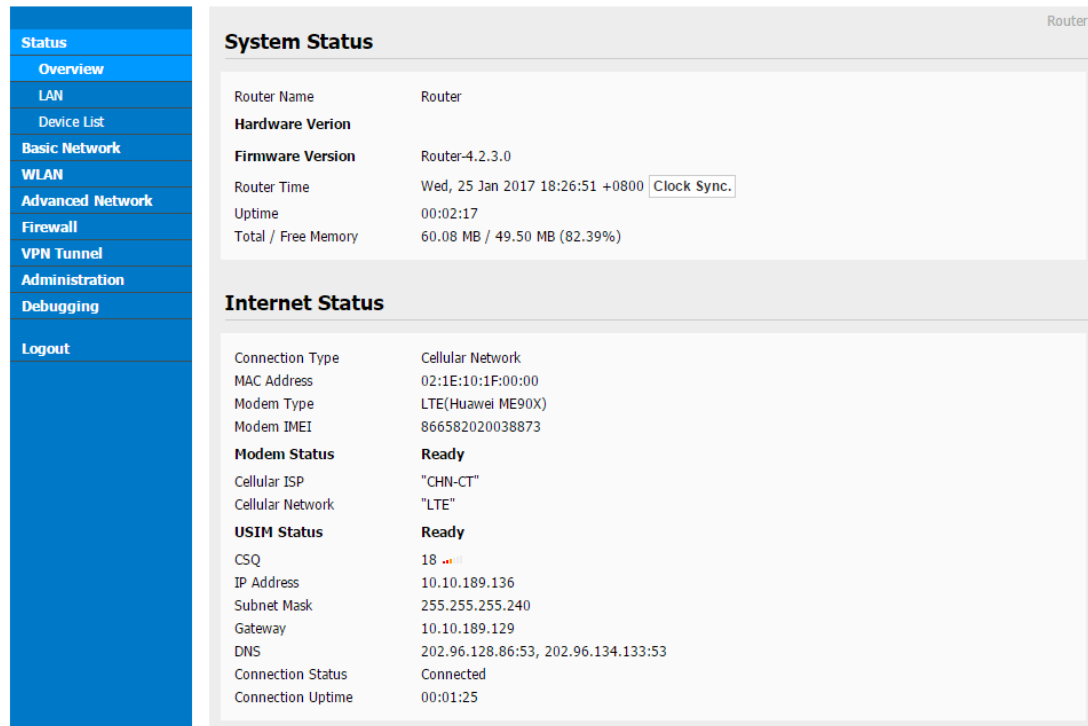 Router
Status
Overview
LAN
Device List
Basic Network
WLAN
Advanced Network
Firewall
VPN Tunnel
Administration
Debugging
Logout
System Status
Router Name Router
Hardware Verion
Firmware Version Router-4.2.3.0
Router Time Wed, 25 Jan 2017 18:26:51 +0800 Clock Sync.
Uptime 00:02:17
Total / Free Memory 60.08 MB / 49.50 MB (82.39%)
Internet Status
Connection Type Cellular Network
MAC Address 02:1E:10:1F:00:00
Modem Type LTE(Huawei ME90X)
Modem IMEI 866582020038873
Modem Status Ready
Cellular ISP "CHN-CT"
Cellular Network "LTE"
USIM Status Ready
CSQ 18
IP Address 10.10.189.136
Subnet Mask 255.255.255.240
Gateway 10.10.189.129
DNS 202.96.128.86:53, 202.96.134.133:53
Connection Status Connected
Connection Uptime 00:01:25